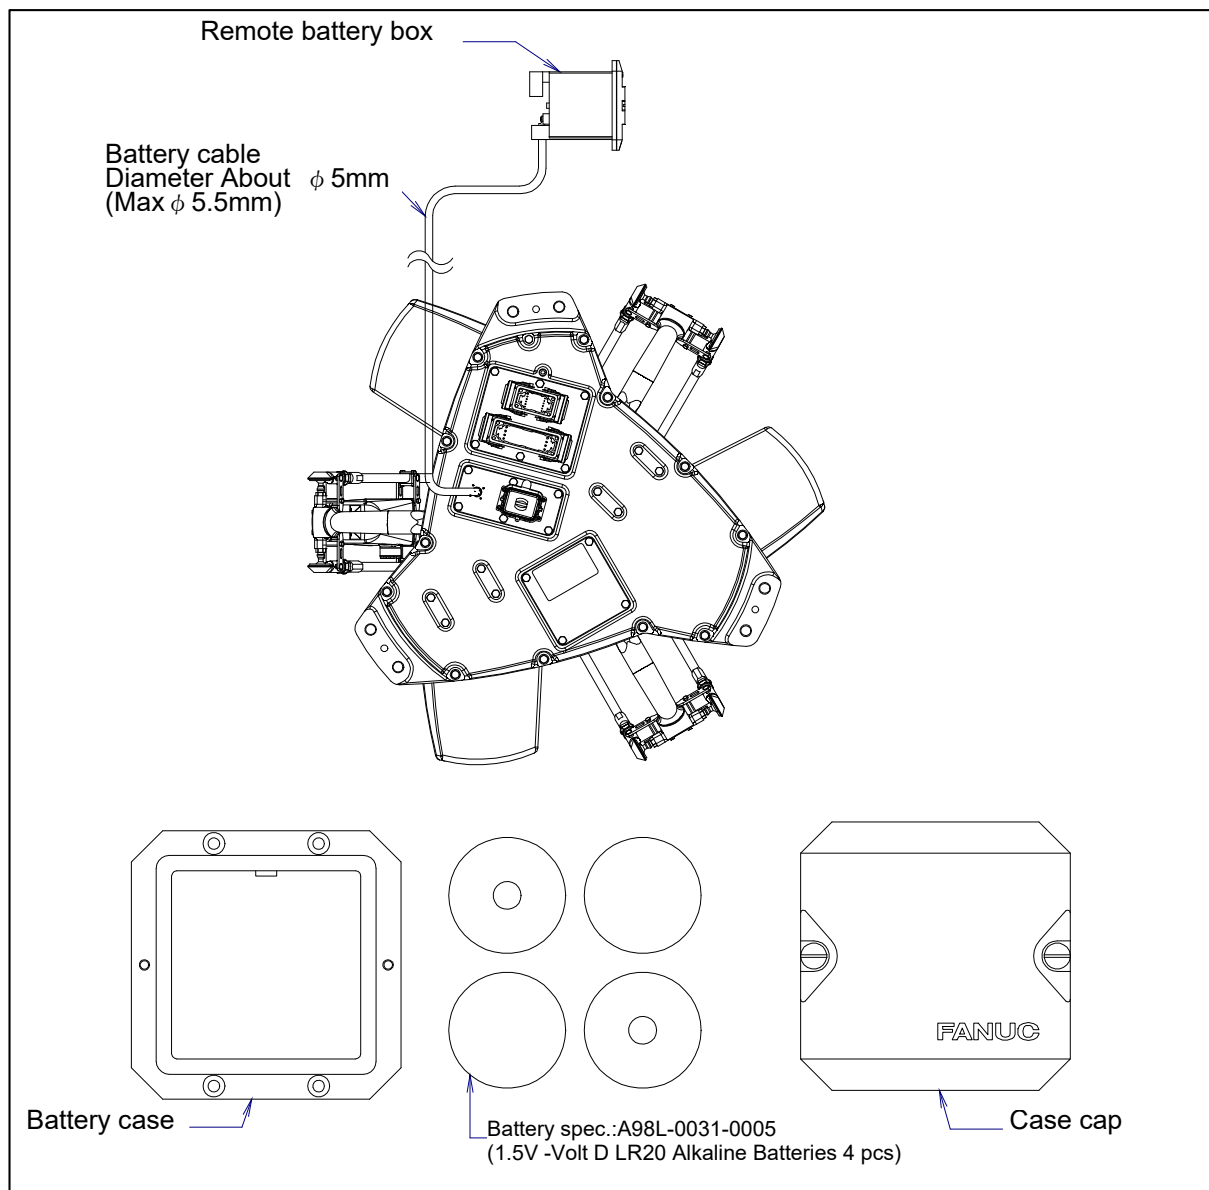 Remote battery box
Battery cable
Diameter About φ 5mm
(Max φ 5.5mm)
FANUC
Battery case
Battery spec.:A98L-0031-0005
(1.5V -Volt D LR20 Alkaline Batteries 4 pcs)
Case cap